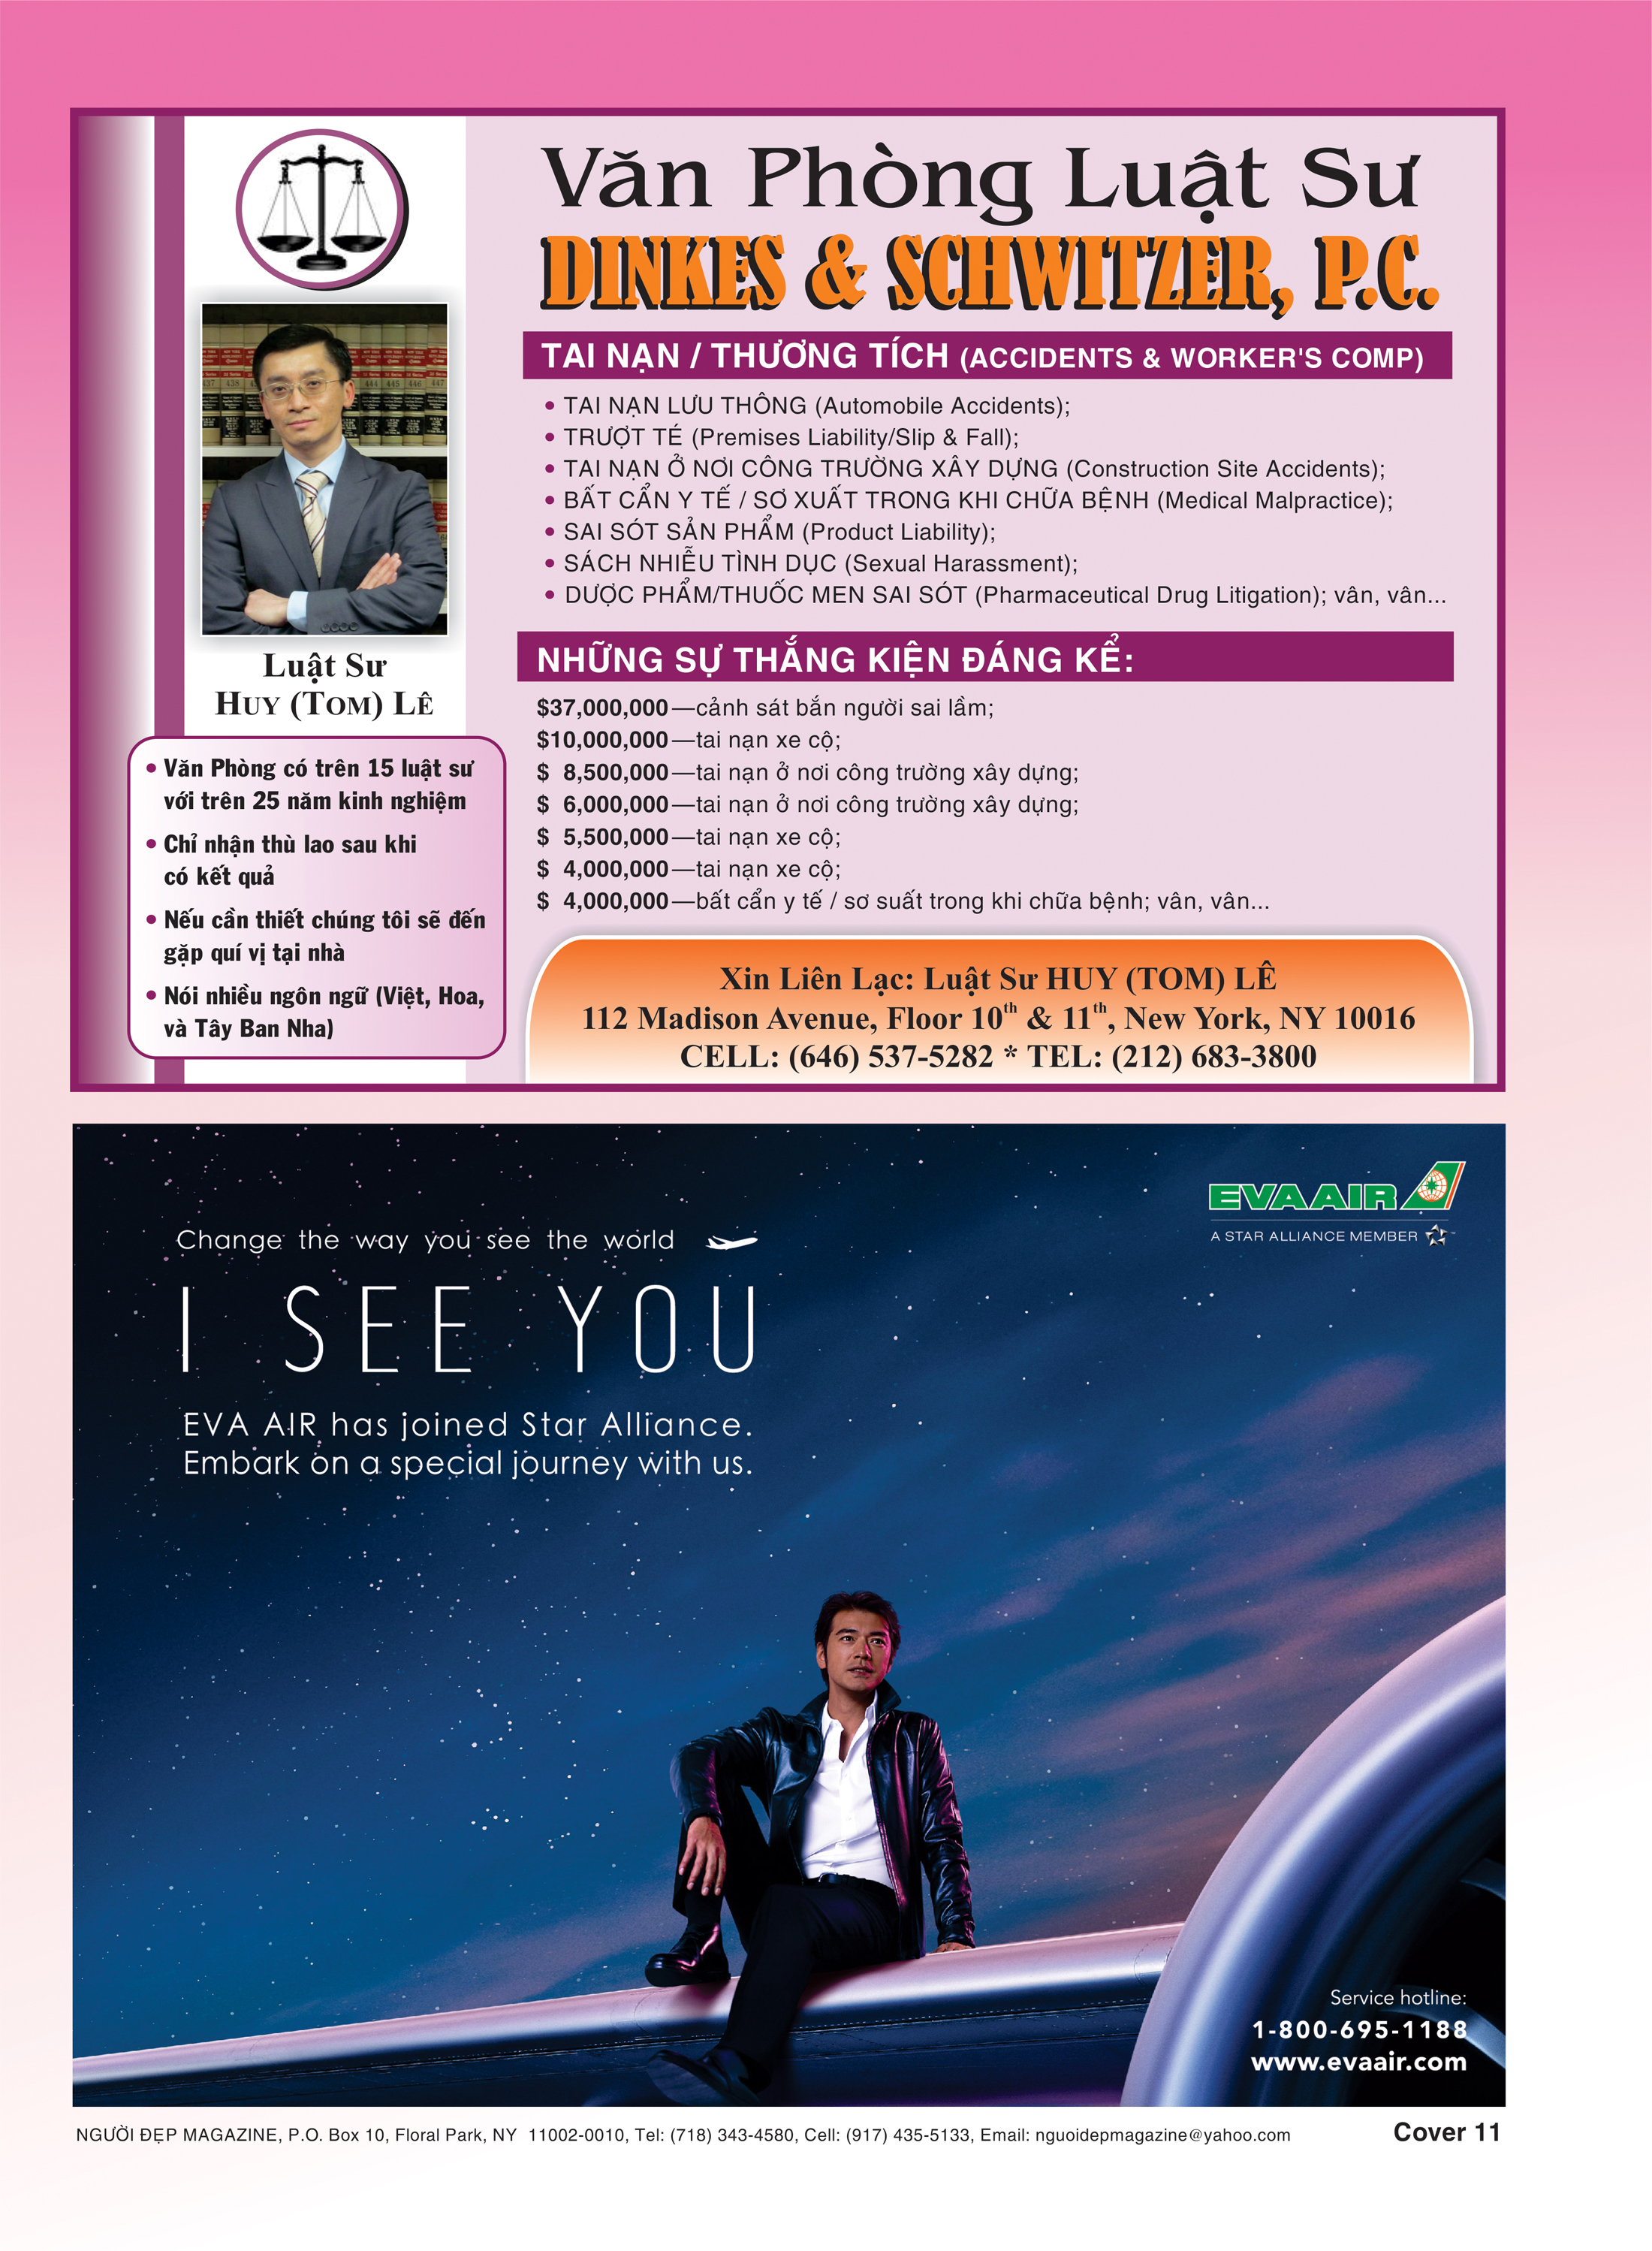 Văn Phòng Luật Sư
DINKES & SCHWITZER, P.C.
TAI NẠN / THƯƠNG TÍCH (ACCIDENTS & WORKER'S COMP)
• TAI NẠN LƯU THÔNG (Automobile Accidents);
• TRƯỢT TÉ (Premises Liability/Slip & Fall);
• TAI NẠN Ở NƠI CÔNG TRƯỜNG XÂY DỰNG (Construction Site Accidents);
• BẤT CẨN Y TẾ / SƠ XUẤT TRONG KHI CHỮA BỆNH (Medical Malpractice);
• SAI SÓT SẢN PHẨM (Product Liability);
• SÁCH NHIỄU TÌNH DỤC (Sexual Harassment);
• DƯỢC PHẨM/THUỐC MEN SAI SÓT (Pharmaceutical Drug Litigation); vân, vân...
Luật Sư
HUY (TOM) LÊ
• Văn Phòng có trên 15 luật sư
với trên 25 năm kinh nghiệm
• Chỉ nhận thù lao sau khi
có kết quả
• Nếu cần thiết chúng tôi sẽ đến
gặp quí vị tại nhà
• Nói nhiều ngôn ngữ (Việt, Hoa,
và Tây Ban Nha)
NHỮNG SỰ THẮNG KIỆN ĐÁNG KỂ:
$37,000,000—cảnh sát bắn người sai lầm;
$10,000,000—tai nạn xe cộ;
$ 8,500,000—tai nạn ở nơi công trường xây dựng;
$ 6,000,000—tai nạn ở nơi công trường xây dựng;
$ 5,500,000—tai nạn xe cộ;
$ 4,000,000—tai nạn xe cộ;
$ 4,000,000—bất cẩn y tế / sơ suất trong khi chữa bệnh; vân, vân...
Xin Liên Lạc: Luật Sư HUY (TOM) LÊ
112 Madison Avenue, Floor 10th & 11th, New York, NY 10016
CELL: (646) 537-5282 * TEL: (212) 683-3800
EVA AIR
A STAR ALLIANCE MEMBER
Change the way you see the world
I SEE YOU
EVA AIR has joined Star Alliance.
Embark on a special journey with us.
Service hotline:
1-800-695-1188
www.evaair.com
NGƯỜI ĐẸP MAGAZINE, P.O. Box 10, Floral Park, NY 11002-0010, Tel: (718) 343-4580, Cell: (917) 435-5133, Email: nguoidepmagazine@yahoo.com
Cover 11